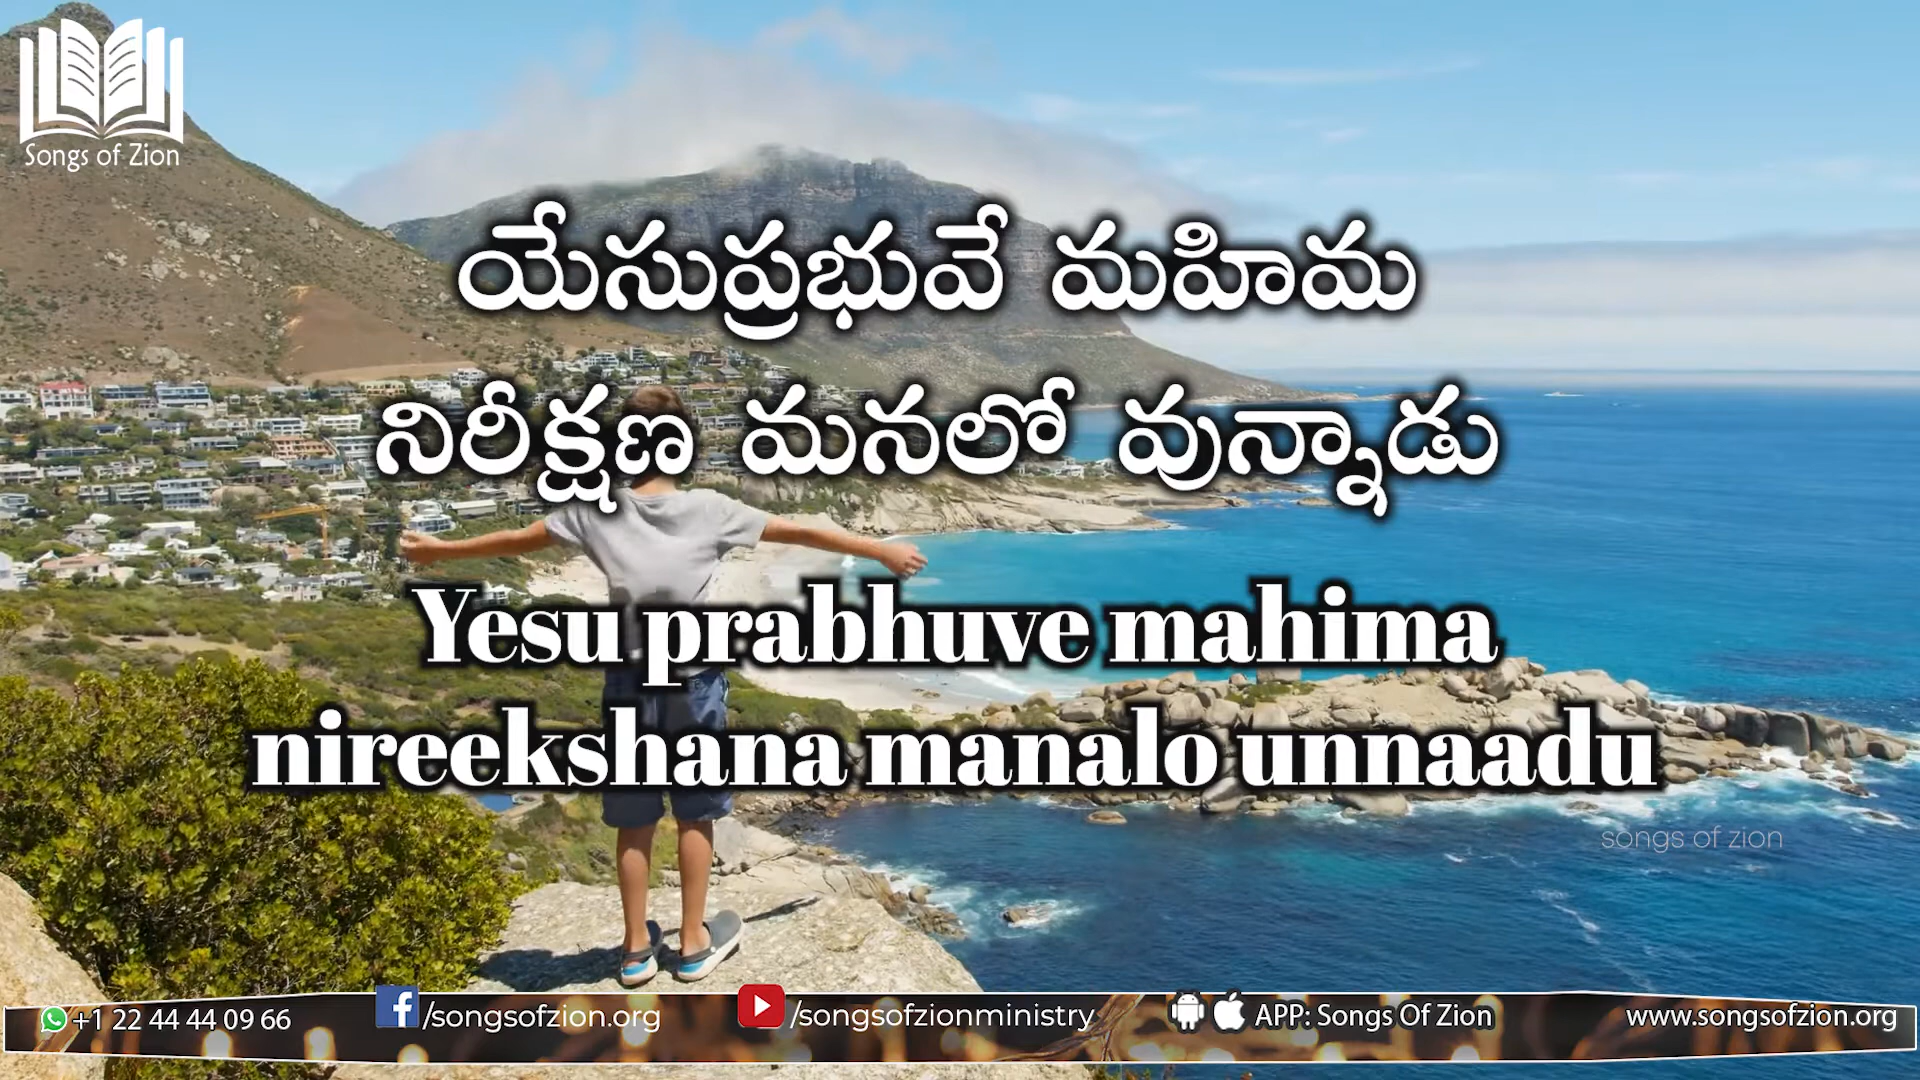 Songs of Zion
యేసుప్రభువే మహిమ
నిరీక్షణ మనలో వున్నాడు
Yesu prabhuve mahima
nireekshana manalo unnaadu
songs of zion
+1 22 44 44 09 66
/songsofzion.org
/songsofzionministry
APP: Songs Of Zion
www.songsofzion.org